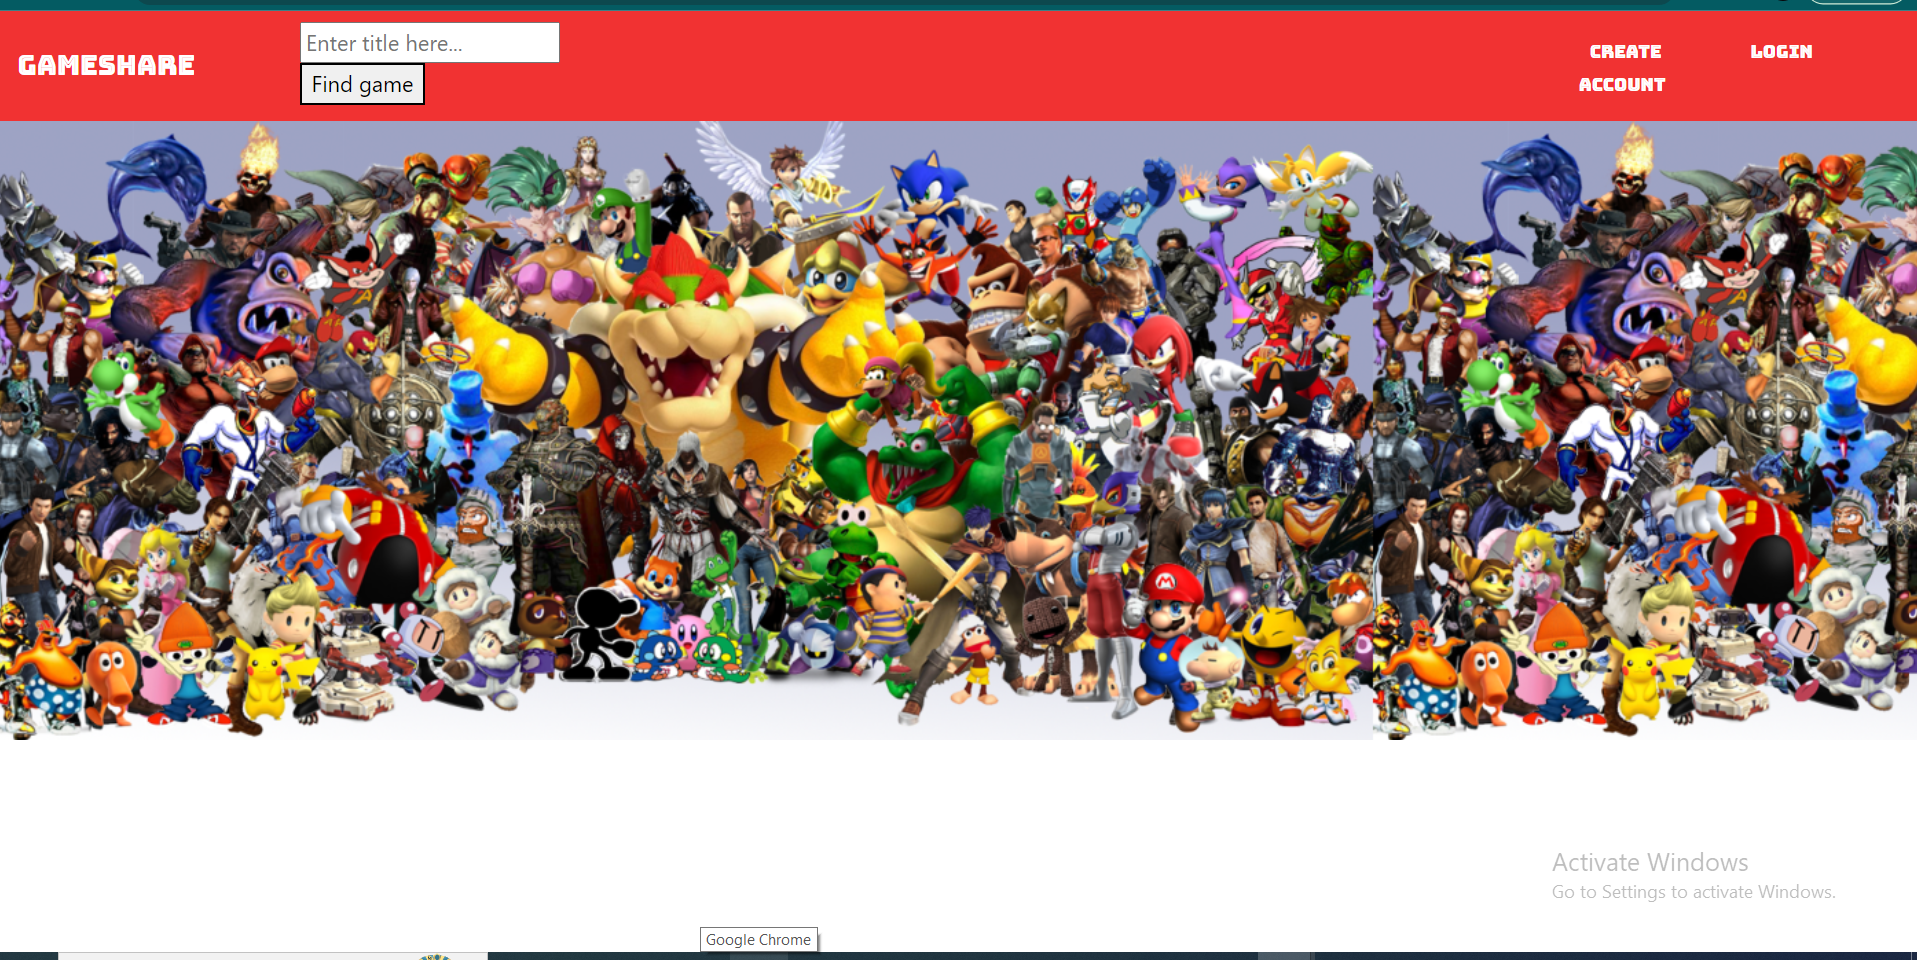 GAMESHARE
Enter title here...
Find game
CREATE
ACCOUNT
LOGIN
Activate Windows
Go to Settings to activate Windows.
Google Chrome